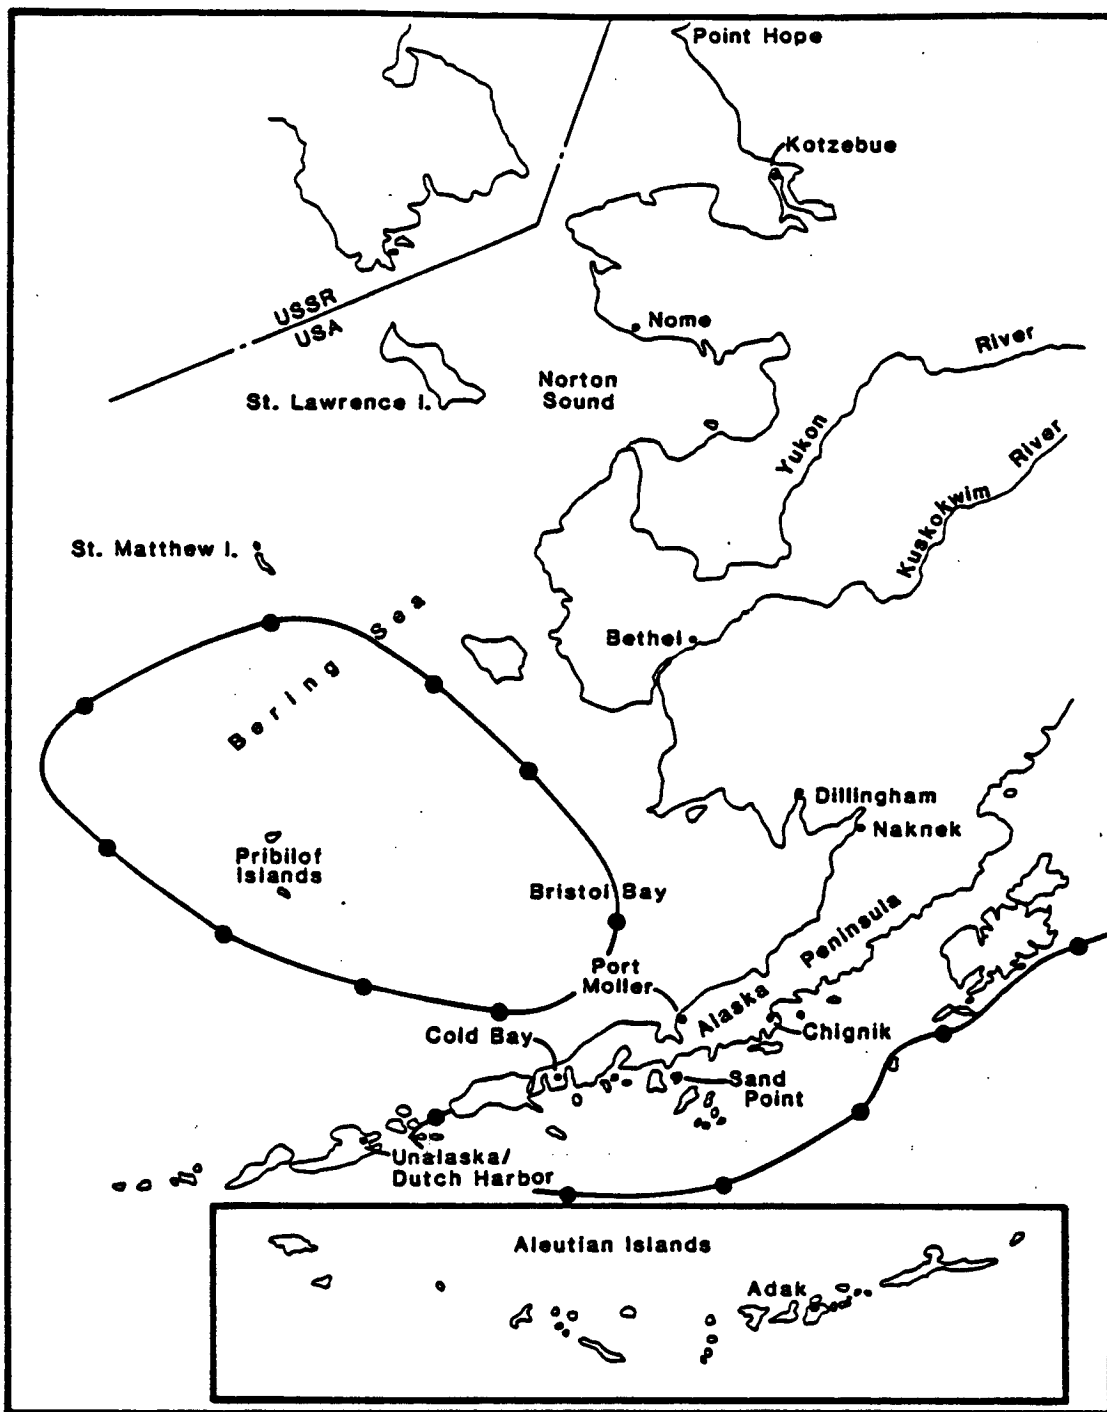 Point Hope
Kotzebue
USSR
USA
Nome
River
Norton
Sound
St. Lawrence I.
Yukon
River
Kuskokwim
St. Matthew I.
Bering Sea
Bethel
Dillingham
Naknek
Pribilof
Islands
Bristol Bay
Peninsula
Port
Moller
Alaska
Cold Bay
Chignik
Sand
Point
Unalaska/
Dutch Harbor
Aleutian Islands
Adak